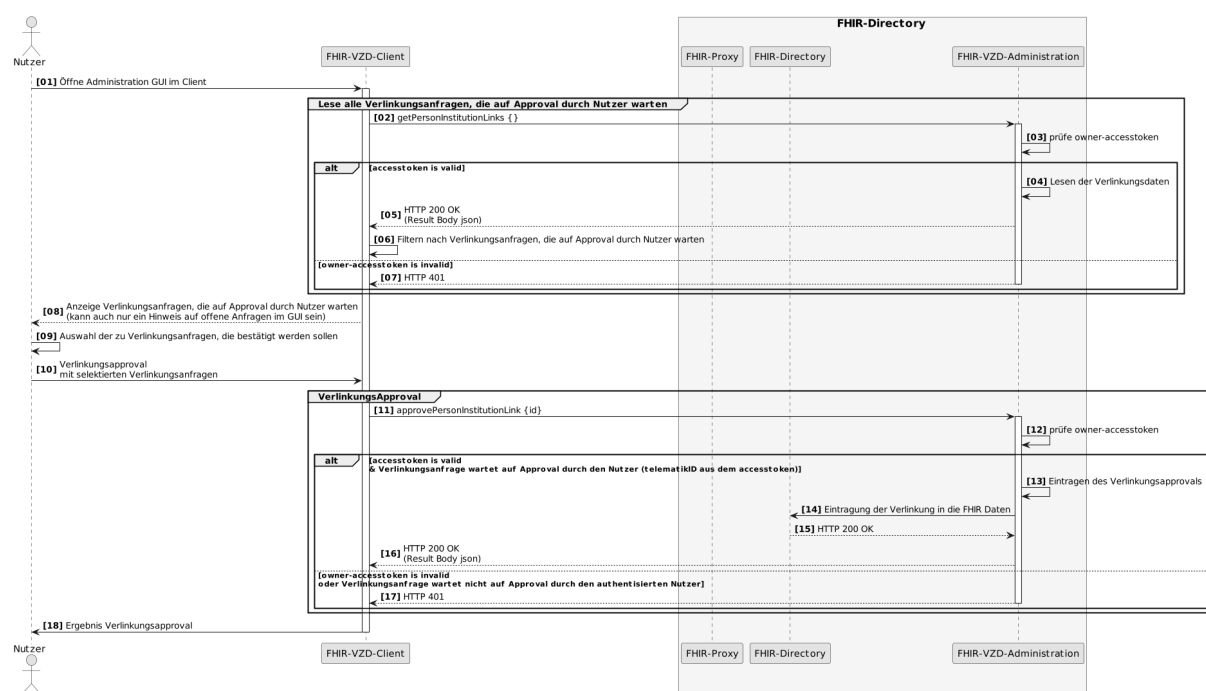 FHIR-Directory
Nutzer
FHIR-VZD-Client
FHIR-Proxy
FHIR-Directory
FHIR-VZD-Administration
[01] Öffne Administration GUI im Client
Lese alle Verlinkungsanfragen, die auf Approval durch Nutzer warten
[02] getPersonInstitutionLinks {}
[03] prüfe owner-accesstoken
alt
[accesstoken is valid]
[04] Lesen der Verlinkungsdaten
[05] HTTP 200 OK
(Result Body json)
[06] Filtern nach Verlinkungsanfragen, die auf Approval durch Nutzer warten
[owner-accesstoken is invalid]
[07] HTTP 401
[08] Anzeige Verlinkungsanfragen, die auf Approval durch Nutzer warten
(kann auch nur ein Hinweis auf offene Anfragen im GUI sein)
[09] Auswahl der zu Verlinkungsanfragen, die bestätigt werden sollen
[10] Verlinkungsapproval
mit selektierten Verlinkungsanfragen
VerlinkungsApproval
[11] approvePersonInstitutionLink {id}
[12] prüfe owner-accesstoken
alt
[accesstoken is valid
& Verlinkungsanfrage wartet auf Approval durch den Nutzer (telematikID aus dem accesstoken)]
[13] Eintragen des Verlinkungsapprovals
[14] Eintragung der Verlinkung in die FHIR Daten
[15] HTTP 200 OK
[16] HTTP 200 OK
(Result Body json)
[owner-accesstoken is invalid
oder Verlinkungsanfrage wartet nicht auf Approval durch den authentisierten Nutzer]
[17] HTTP 401
[18] Ergebnis Verlinkungsapproval
Nutzer
FHIR-VZD-Client
FHIR-Proxy
FHIR-Directory
FHIR-VZD-Administration